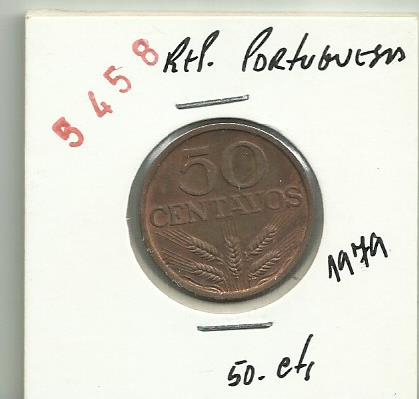 5458
REP. PORTUGUESA
50
CENTAVOS
1979
50. cts